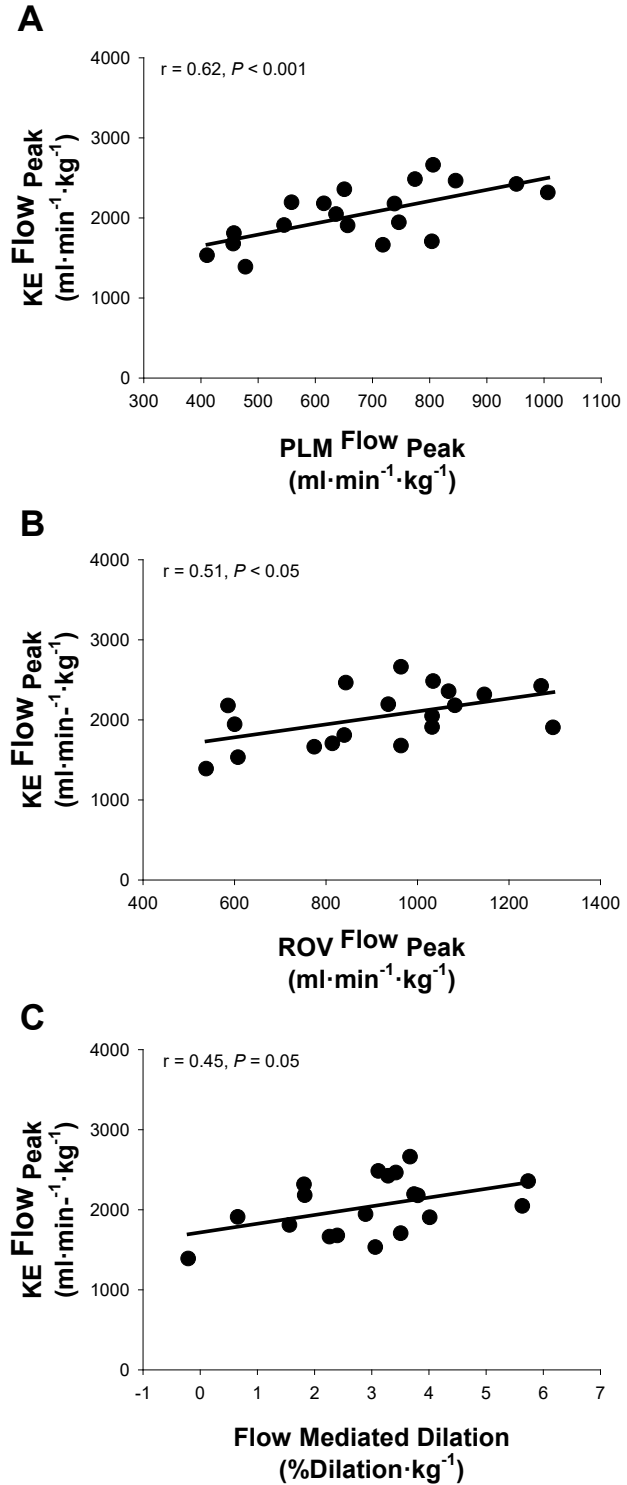 A
r = 0.62, P < 0.001
4000
3000
2000
1000
0
KE Flow Peak
(ml·min⁻¹·kg⁻¹)
300 400 500 600 700 800 900 1000 1100
PLM Flow Peak
(ml·min⁻¹·kg⁻¹)
B
r = 0.51, P < 0.05
4000
3000
2000
1000
0
KE Flow Peak
(ml·min-⁻¹·kg⁻¹)
400 600 800 1000 1200 1400
ROV Flow Peak
(ml·min⁻¹·kg⁻¹)
C
r = 0.45, P = 0.05
4000
3000
2000
1000
0
KE Flow Peak
(ml·min-⁻¹·kg⁻¹)
-1 0 1 2 3 4 5 6 7
Flow Mediated Dilation
(%Dilation·kg⁻¹)